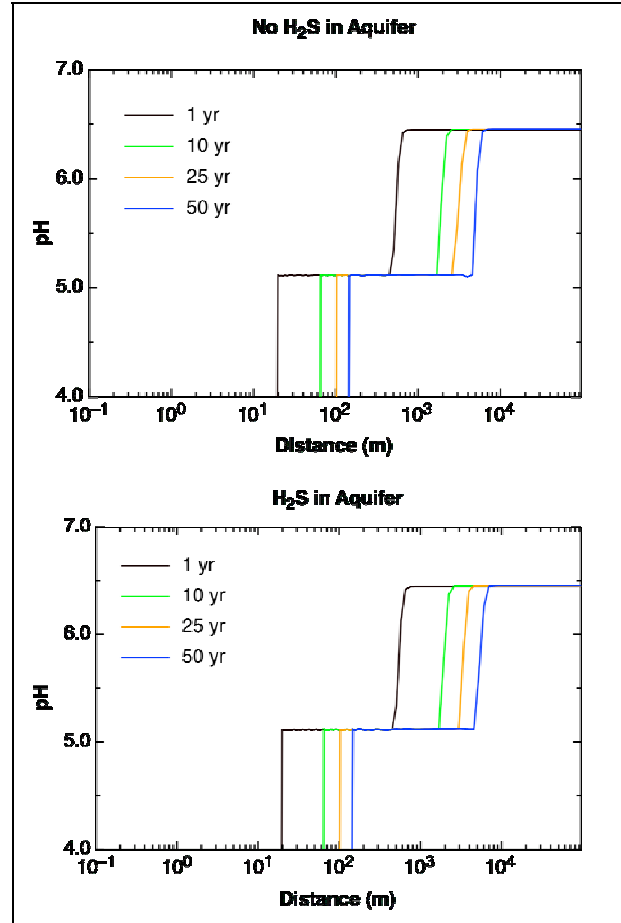 No H₂S in Aquifer
7.0
6.0
5.0
4.0
pH
1 yr
10 yr
25 yr
50 yr
10⁻¹ 10⁰ 10¹ 10² 10³ 10⁴
Distance (m)
H₂S in Aquifer
7.0
6.0
5.0
4.0
pH
1 yr
10 yr
25 yr
50 yr
10⁻¹ 10⁰ 10¹ 10² 10³ 10⁴
Distance (m)